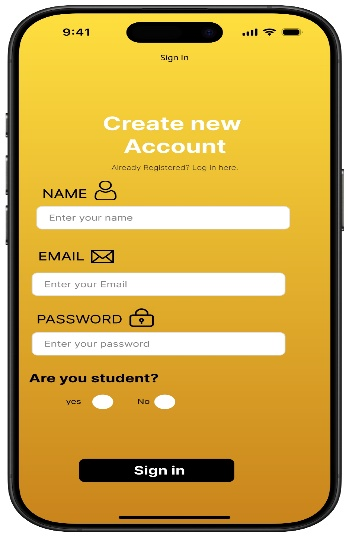 9:41
Sign In
Create new
Account
Already Registered? Log in here.
NAME
Enter your name
EMAIL
Enter your Email
PASSWORD
Enter your password
Are you student?
yes No
Sign in